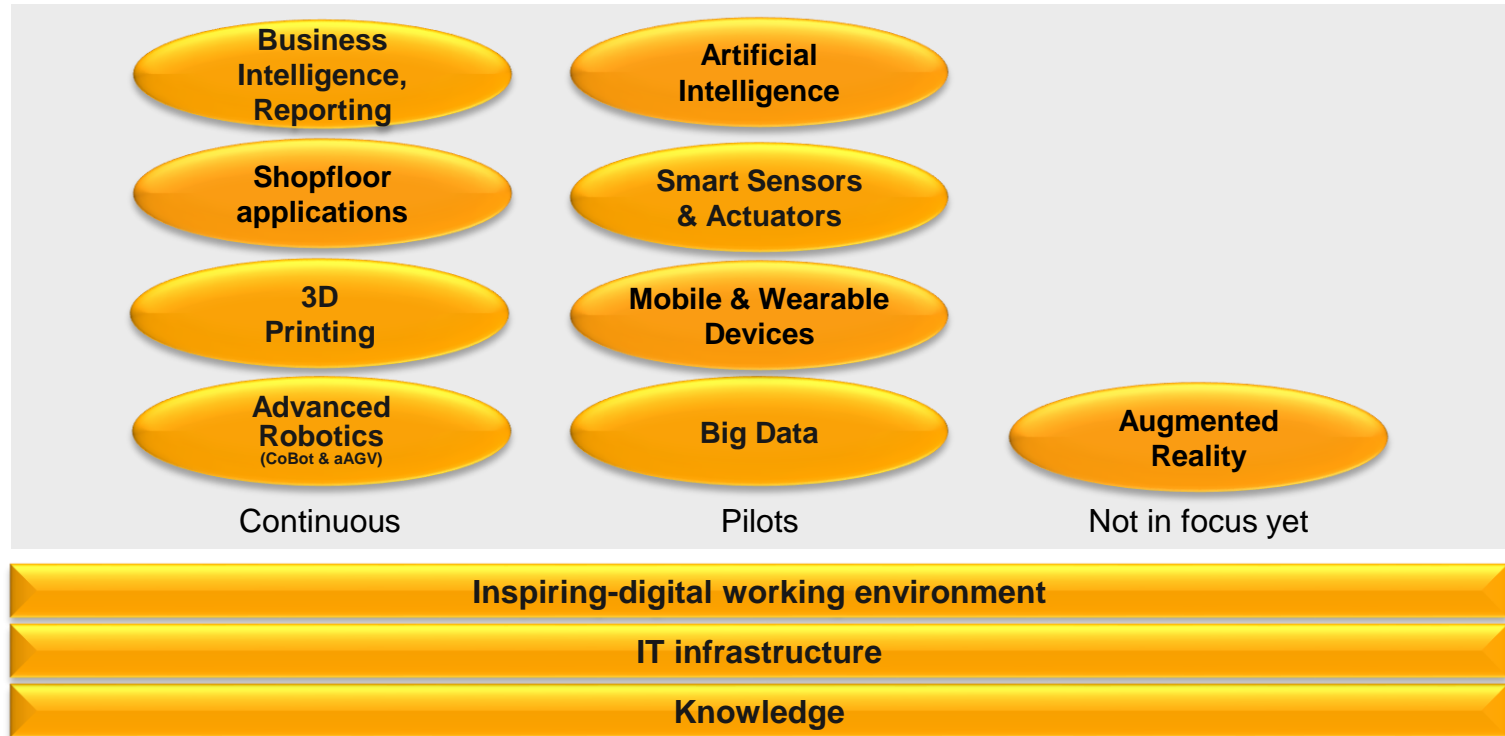 Business
Intelligence,
Reporting
Shopfloor
applications
3D
Printing
Advanced
Robotics
(CoBot & aAGV)
Continuous
Artificial
Intelligence
Smart Sensors
& Actuators
Mobile & Wearable
Devices
Big Data
Pilots
Augmented
Reality
Not in focus yet
Inspiring-digital working environment
IT infrastructure
Knowledge